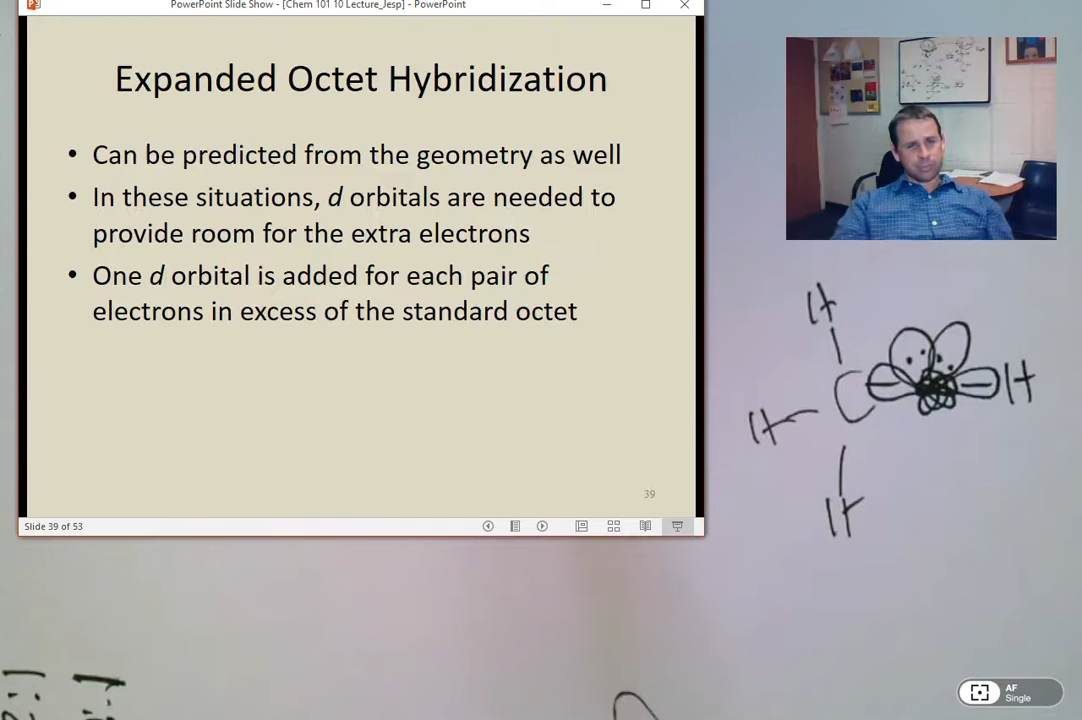 PowerPoint Slide Show - [Chem 101 10 Lecture_Jesp] - PowerPoint
Expanded Octet Hybridization
• Can be predicted from the geometry as well
• In these situations, d orbitals are needed to
provide room for the extra electrons
• One d orbital is added for each pair of
electrons in excess of the standard octet
39
Slide 39 of 53
H
C
H
H
H
AF
Single